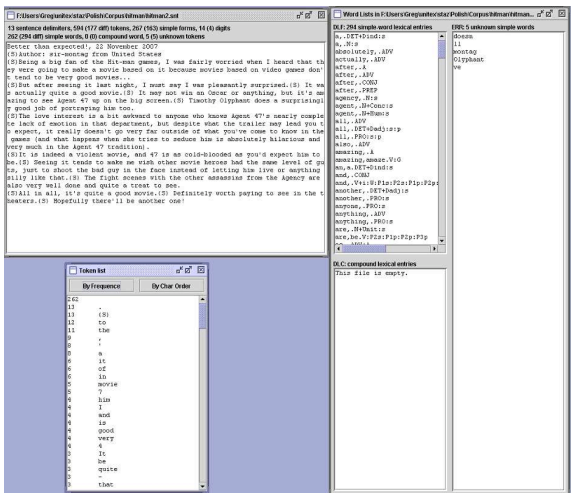 F:\Users\Greg\unitex\staz\Polish\Corpus\hitman\hitman2.snt
13 sentence delimiters, 594 (177 diff) tokens, 267 (163) simple forms, 14 (4) digits
262 (294 diff) simple words, 0 (0) compound word, 5 (5) unknown tokens
Better than expected!, 22 November 2007
(S)Author: sir-montag from United States
(S)Being a big fan of the Hit-man games, I was fairly worried when I heard that th
ey were going to make a movie based on it because movies based on video games don'
t tend to be very good movies...
(S)But after seeing it last night, I must say I was pleasantly surprised.(S) It wa
s actually quite a good movie.(S) It may not win an Oscar or anything, but it's am
azing to see Agent 47 up on the big screen.(S) Timothy Olyphant does a surprisingl
y good job of portraying him too.
(S)The love interest is a bit awkward to anyone who knows Agent 47's nearly comple
te lack of emotion in that department, but despite what the trailer may lead you t
o expect, it really doesn't go very far outside of what you've come to know in the
games (and what happens when she tries to seduce him is absolutely hilarious and
very much in the Agent 47 tradition).
(S)It is indeed a violent movie, and 47 is as cold-blooded as you'd expect him to
be.(S) Seeing it tends to make me wish other movie heroes had the same level of gu
ts, just to shoot the bad guy in the face instead of letting him live or anything
silly like that.(S) The fight scenes with the other assassins from the Agency are
also very well done and quite a treat to see.
(S)All in all, it's quite a good movie.(S) Definitely worth paying to see in the t
heaters.(S) Hopefully there'll be another one!
Token list
By Frequence By Char Order
262
13 .
13 (S)
12 to
11 the
9 ,
8 '
8 a
6 it
6 of
6 in
5 movie
5 7
4 him
4 I
4 and
4 is
4 good
4 very
4 4
3 It
3 be
3 quite
3 -
3 that
Word Lists in F:\Users\Greg\unitex\staz\Polish\Corpus\hitman\hitman...
DLF: 294 simple-word lexical entries
a,.DET+Dind:s
a,.N:s
absolutely,.ADV
actually,.ADV
after,.A
after,.ADV
after,.CONJ
after,.PREP
agency,.N:s
agent,.N+Conc:s
agent,.N+Hum:s
all,.ADV
all,.DET+Dadj:s:p
all,.PRO:s:p
also,.ADV
amazing,.A
amazing,amaze.V:G
an,a.DET+Dind:s
and,.CONJ
and,.V+i:W:P1s:P2s:P1p:P2p:
another,.DET+Dadj:s
another,.PRO:s
anyone,.PRO:s
anything,.ADV
anything,.PRO:s
are,.N+Unit:s
are,be.V:P2s:P1p:P2p:P3p
DLC: compound lexical entries
This file is empty.
ERR: 5 unknown simple words
doesn
ll
montag
Olyphant
ve